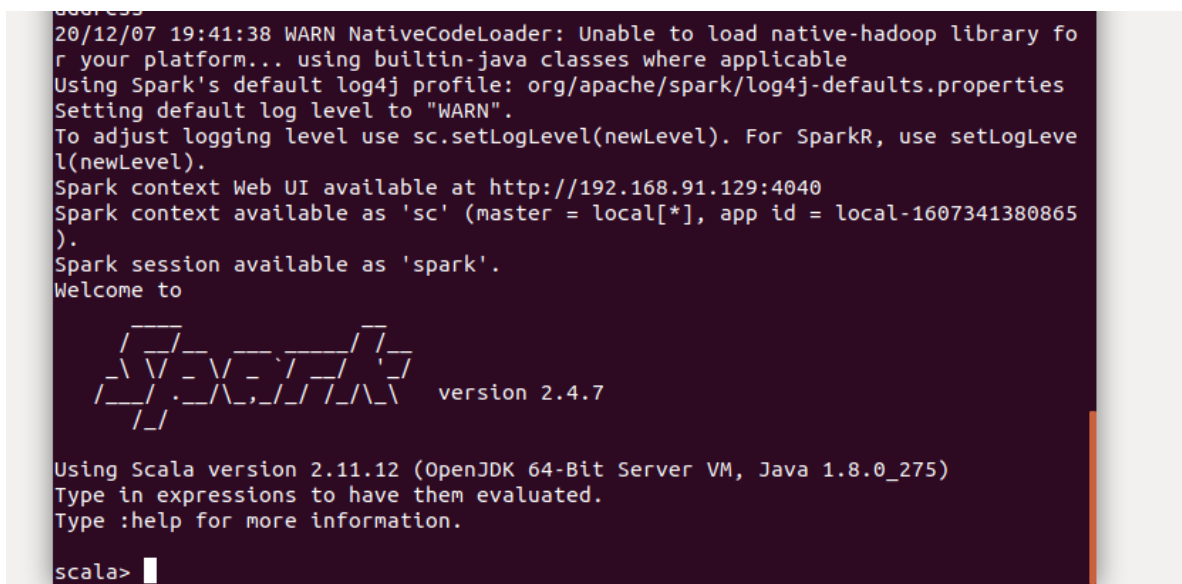 address
20/12/07 19:41:38 WARN NativeCodeLoader: Unable to load native-hadoop library fo
r your platform... using builtin-java classes where applicable
Using Spark's default log4j profile: org/apache/spark/log4j-defaults.properties
Setting default log level to "WARN".
To adjust logging level use sc.setLogLevel(newLevel). For SparkR, use setLogLeve
l(newLevel).
Spark context Web UI available at http://192.168.91.129:4040
Spark context available as 'sc' (master = local[*], app id = local-1607341380865
).
Spark session available as 'spark'.
Welcome to
      ____              __
     / __/__  ___ _____/ /__
    _\ \/ _ \/ _ `/ __/  '_/
   /___/ .__/\_,_/_/ /_/\_\   version 2.4.7
      /_/
Using Scala version 2.11.12 (OpenJDK 64-Bit Server VM, Java 1.8.0_275)
Type in expressions to have them evaluated.
Type :help for more information.
scala>